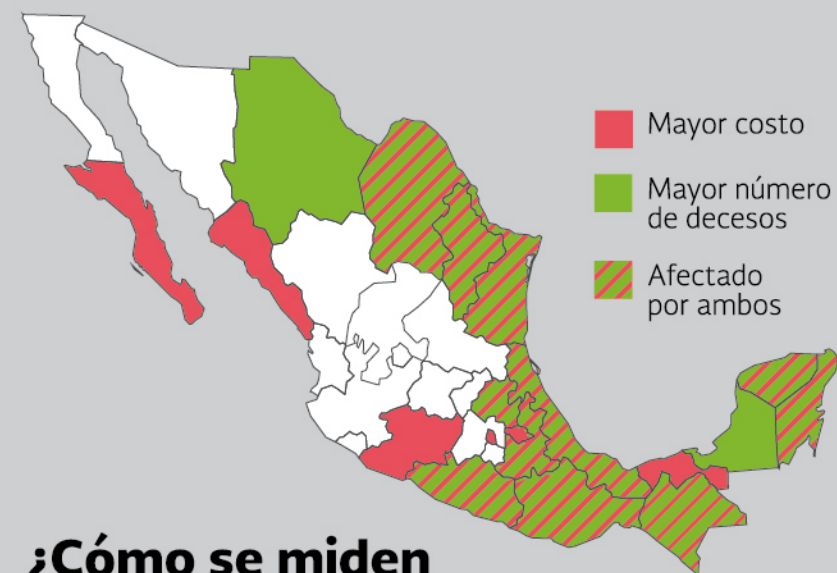 Mayor costo
Mayor número
de decesos
Afectado
por ambos
¿Cómo se miden